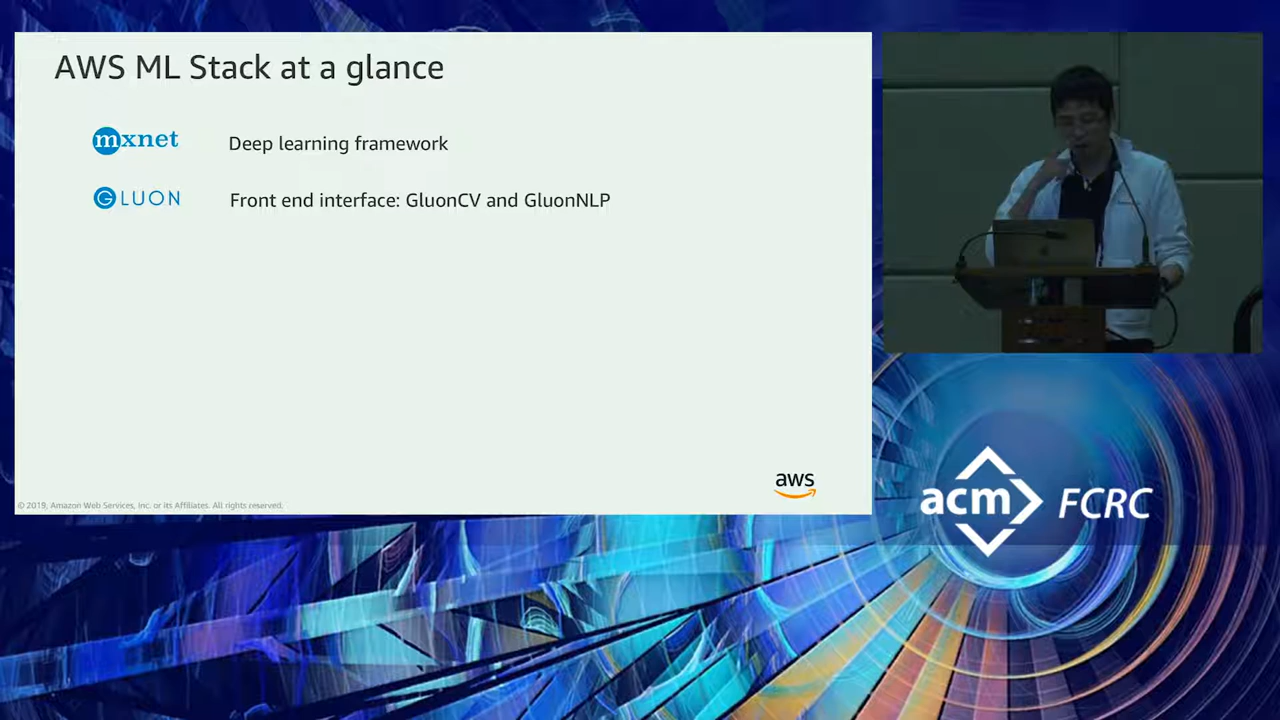 AWS ML Stack at a glance
mxnet Deep learning framework
GLUON Front end interface: GluonCV and GluonNLP
aws
© 2019, Amazon Web Services, Inc. or its Affiliates. All rights reserved.
acm FCRC